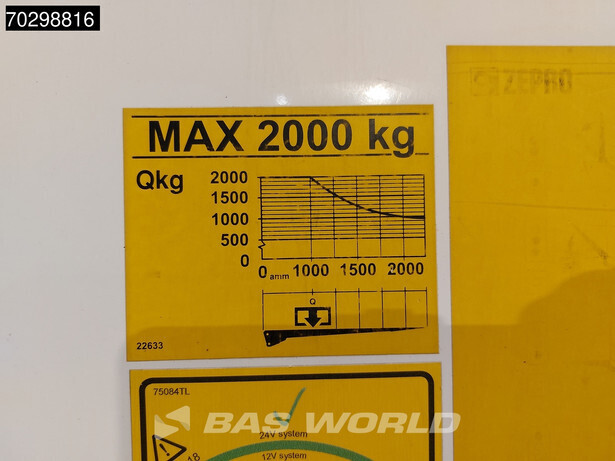 70298816
ZEPRO
MAX 2000 kg
Qkg
2000
1500
1000
500
0
0 amm 1000 1500 2000
Q
22633
75084TL
BAS WORLD
24V system
12V system
18